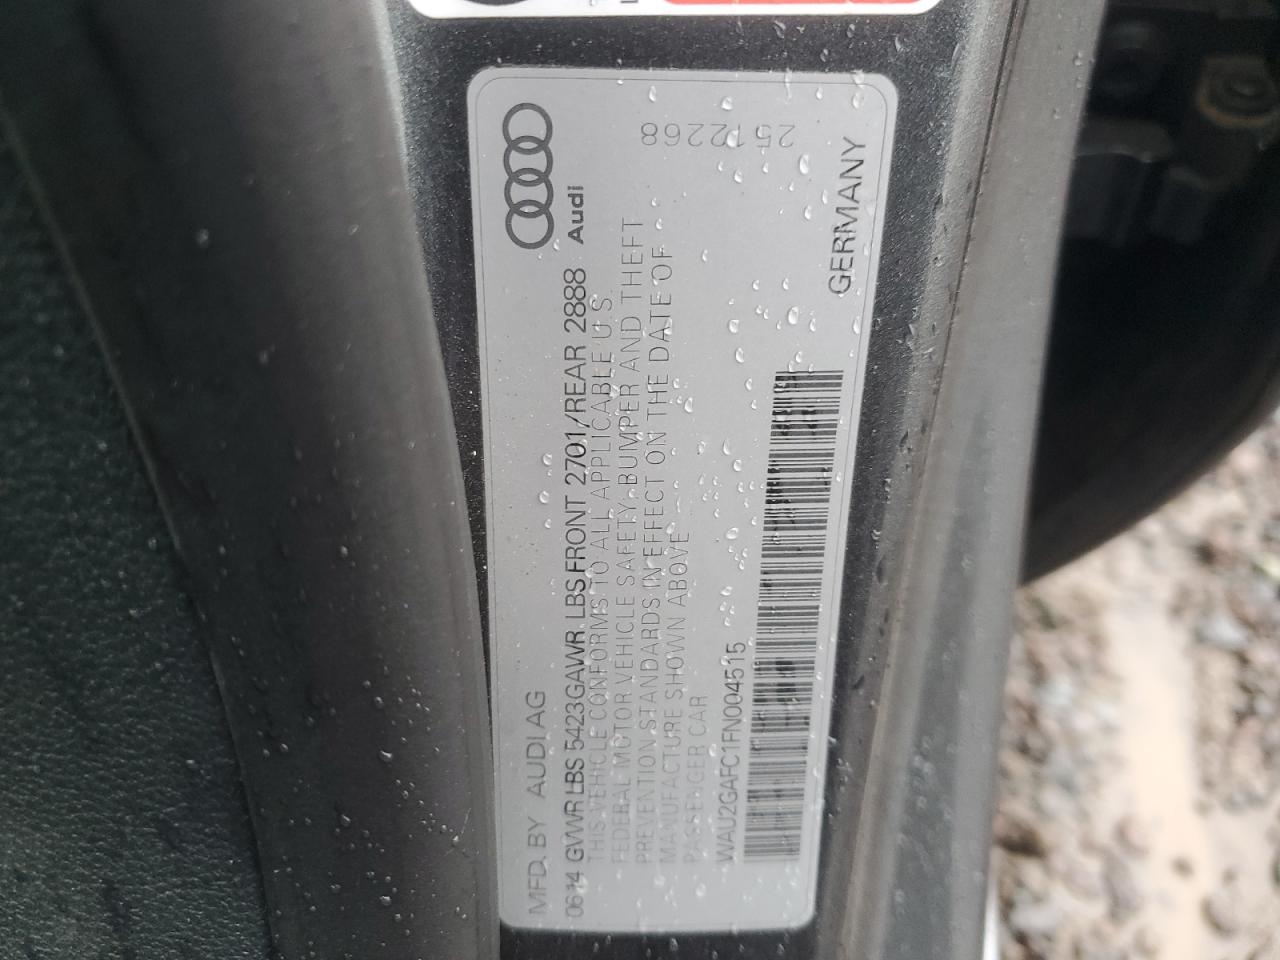 MFD. BY AUDI AG
Audi
06 14 GVWR LBS 5423 GAWR LBS FRONT 2701/REAR 2888
THIS VEHICLE CONFORMS TO ALL APPLICABLE U.S.
FEDERAL MOTOR VEHICLE SAFETY, BUMPER AND THEFT
PREVENTION STANDARDS IN EFFECT ON THE DATE OF
MANUFACTURE SHOWN ABOVE
PASSENGER CAR
2512268
WAU2GAFC1FN004515
GERMANY